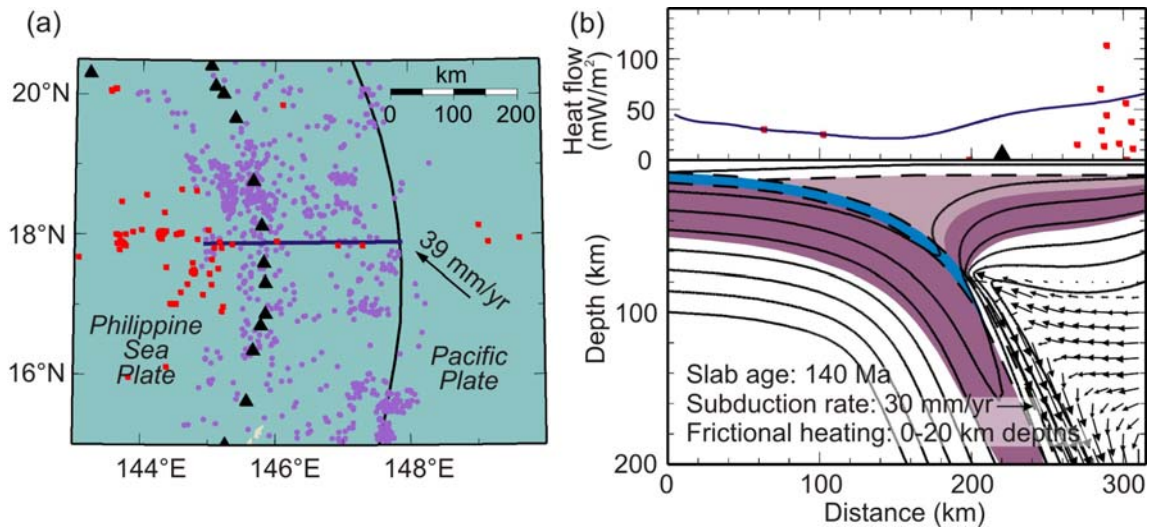 (a)
20°N
18°N
16°N
144°E
146°E
148°E
km
0 100 200
39 mm/yr
Philippine
Sea
Plate
Pacific
Plate
(b)
Heat flow
(mW/m²)
100
50
0
Depth (km)
100
200
Slab age: 140 Ma
Subduction rate: 30 mm/yr
Frictional heating: 0-20 km depths
0
100
200
300
Distance (km)